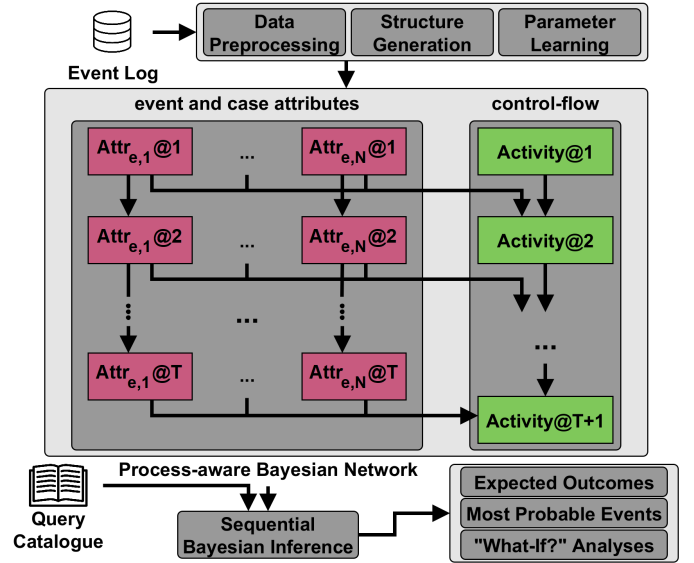 Data
Preprocessing
Structure
Generation
Parameter
Learning
Event Log
event and case attributes
control-flow
Attre,1@1
...
Attre,N@1
Activity@1
Attre,1@2
...
Attre,N@2
Activity@2
...
...
Attre,1@T
...
Attre,N@T
Activity@T+1
Process-aware Bayesian Network
Query
Catalogue
Sequential
Bayesian Inference
Expected Outcomes
Most Probable Events
"What-If?" Analyses